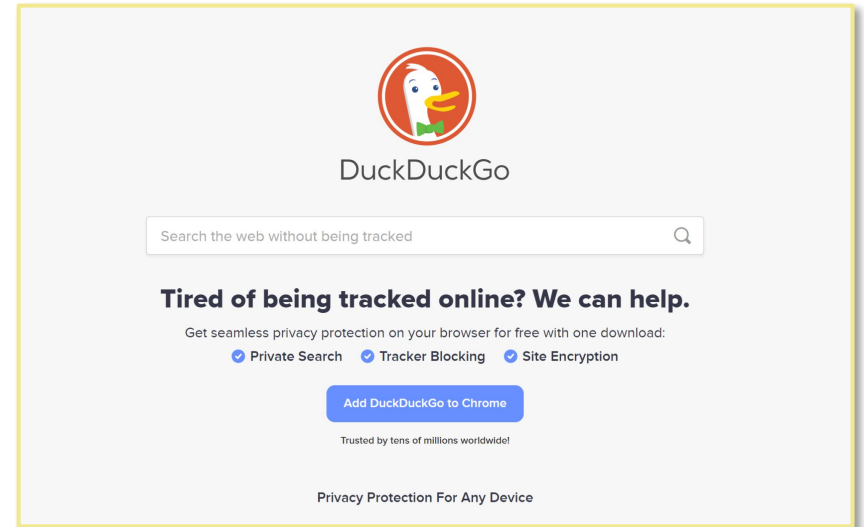 DuckDuckGo
Search the web without being tracked
Tired of being tracked online? We can help.
Get seamless privacy protection on your browser for free with one download:
Private Search Tracker Blocking Site Encryption
Add DuckDuckGo to Chrome
Trusted by tens of millions worldwide!
Privacy Protection For Any Device